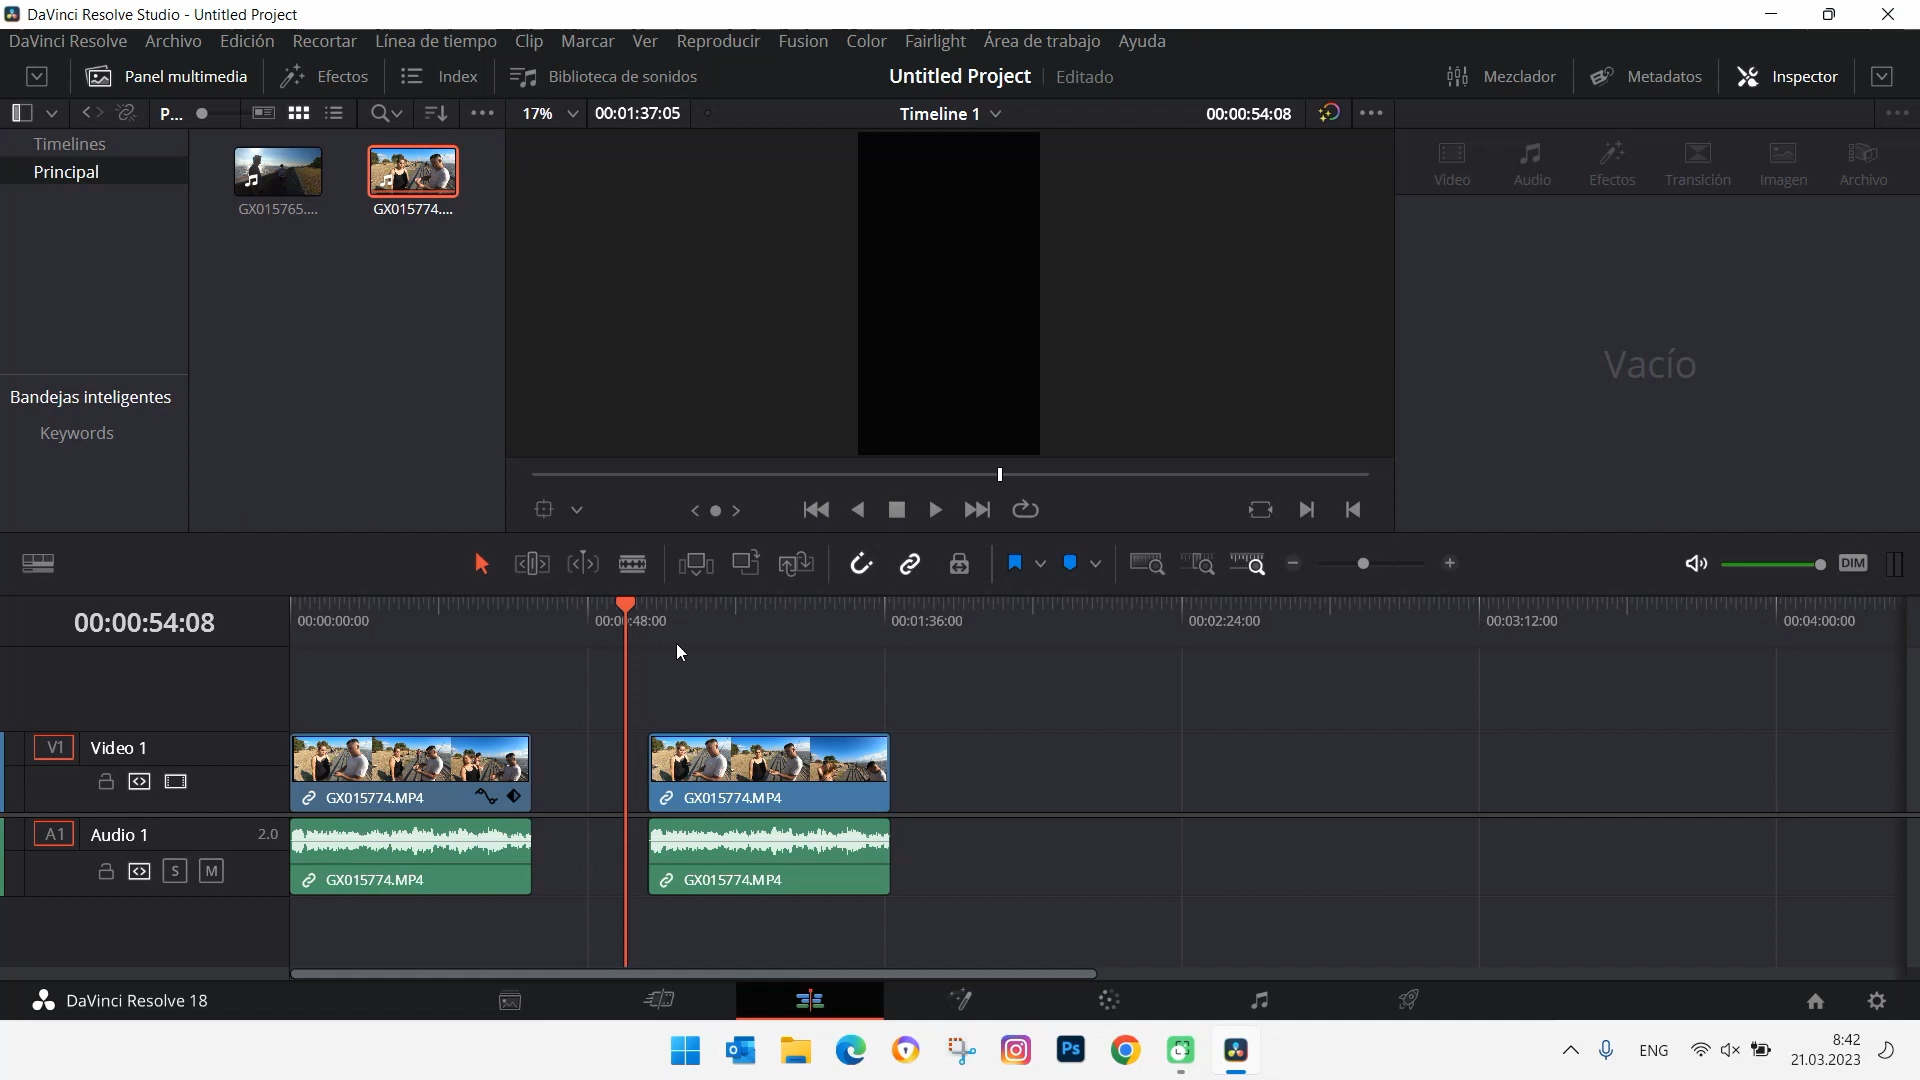 DaVinci Resolve Studio - Untitled Project
DaVinci Resolve Archivo Edición Recortar Línea de tiempo Clip Marcar Ver Reproducir Fusion Color Fairlight Área de trabajo Ayuda
Panel multimedia Efectos Index Biblioteca de sonidos Untitled Project Editado Mezclador Metadatos Inspector
P... 17% 00:01:37:05 Timeline 1 00:00:54:08
Timelines
Principal
GX015765.... GX015774....
Video Audio Efectos Transición Imagen Archivo
Vacío
Bandejas inteligentes
Keywords
DIM
00:00:54:08
00:00:00:00 00:00:48:00 00:01:36:00 00:02:24:00 00:03:12:00 00:04:00:00
V1 Video 1
GX015774.MP4 GX015774.MP4
A1 Audio 1 2.0
S M
GX015774.MP4 GX015774.MP4
DaVinci Resolve 18
Ps
ENG
8:42
21.03.2023